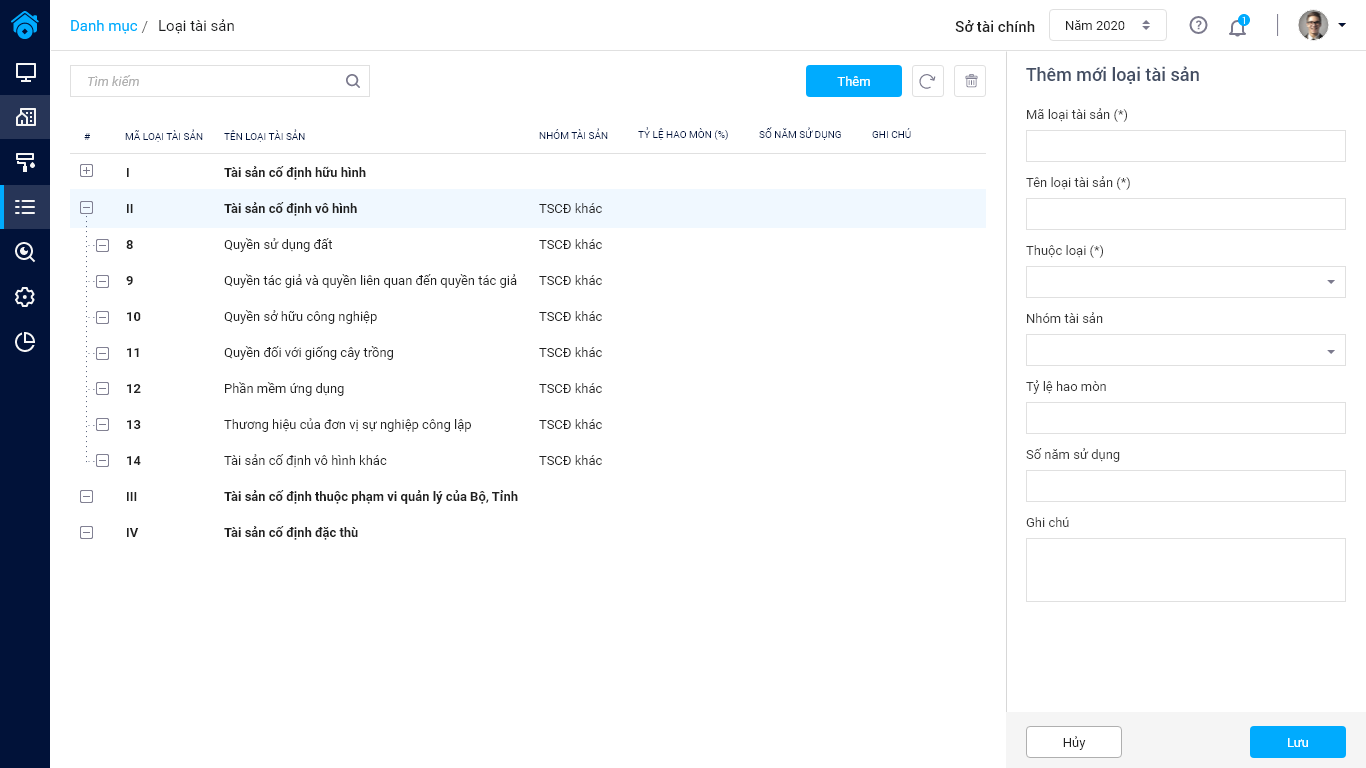 Danh mục / Loại tài sản
Sở tài chính
Năm 2020
?
1
Tìm kiếm
Thêm
# MÃ LOẠI TÀI SẢN TÊN LOẠI TÀI SẢN NHÓM TÀI SẢN TỶ LỆ HAO MÒN (%) SỐ NĂM SỬ DỤNG GHI CHÚ
I Tài sản cố định hữu hình
II Tài sản cố định vô hình TSCĐ khác
8 Quyền sử dụng đất TSCĐ khác
9 Quyền tác giả và quyền liên quan đến quyền tác giả TSCĐ khác
10 Quyền sở hữu công nghiệp TSCĐ khác
11 Quyền đối với giống cây trồng TSCĐ khác
12 Phần mềm ứng dụng TSCĐ khác
13 Thương hiệu của đơn vị sự nghiệp công lập TSCĐ khác
14 Tài sản cố định vô hình khác TSCĐ khác
III Tài sản cố định thuộc phạm vi quản lý của Bộ, Tỉnh
IV Tài sản cố định đặc thù
Thêm mới loại tài sản
Mã loại tài sản (*)
Tên loại tài sản (*)
Thuộc loại (*)
Nhóm tài sản
Tỷ lệ hao mòn
Số năm sử dụng
Ghi chú
Hủy
Lưu